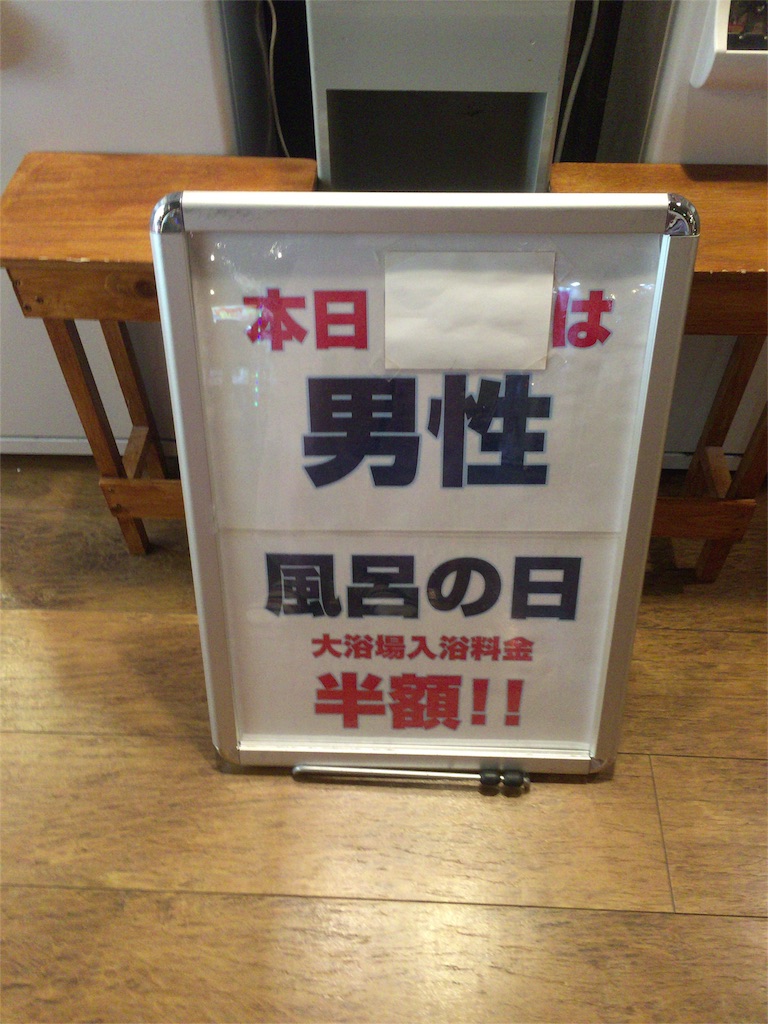 本日 は
男性
風呂の日
大浴場入浴料金
半額!!